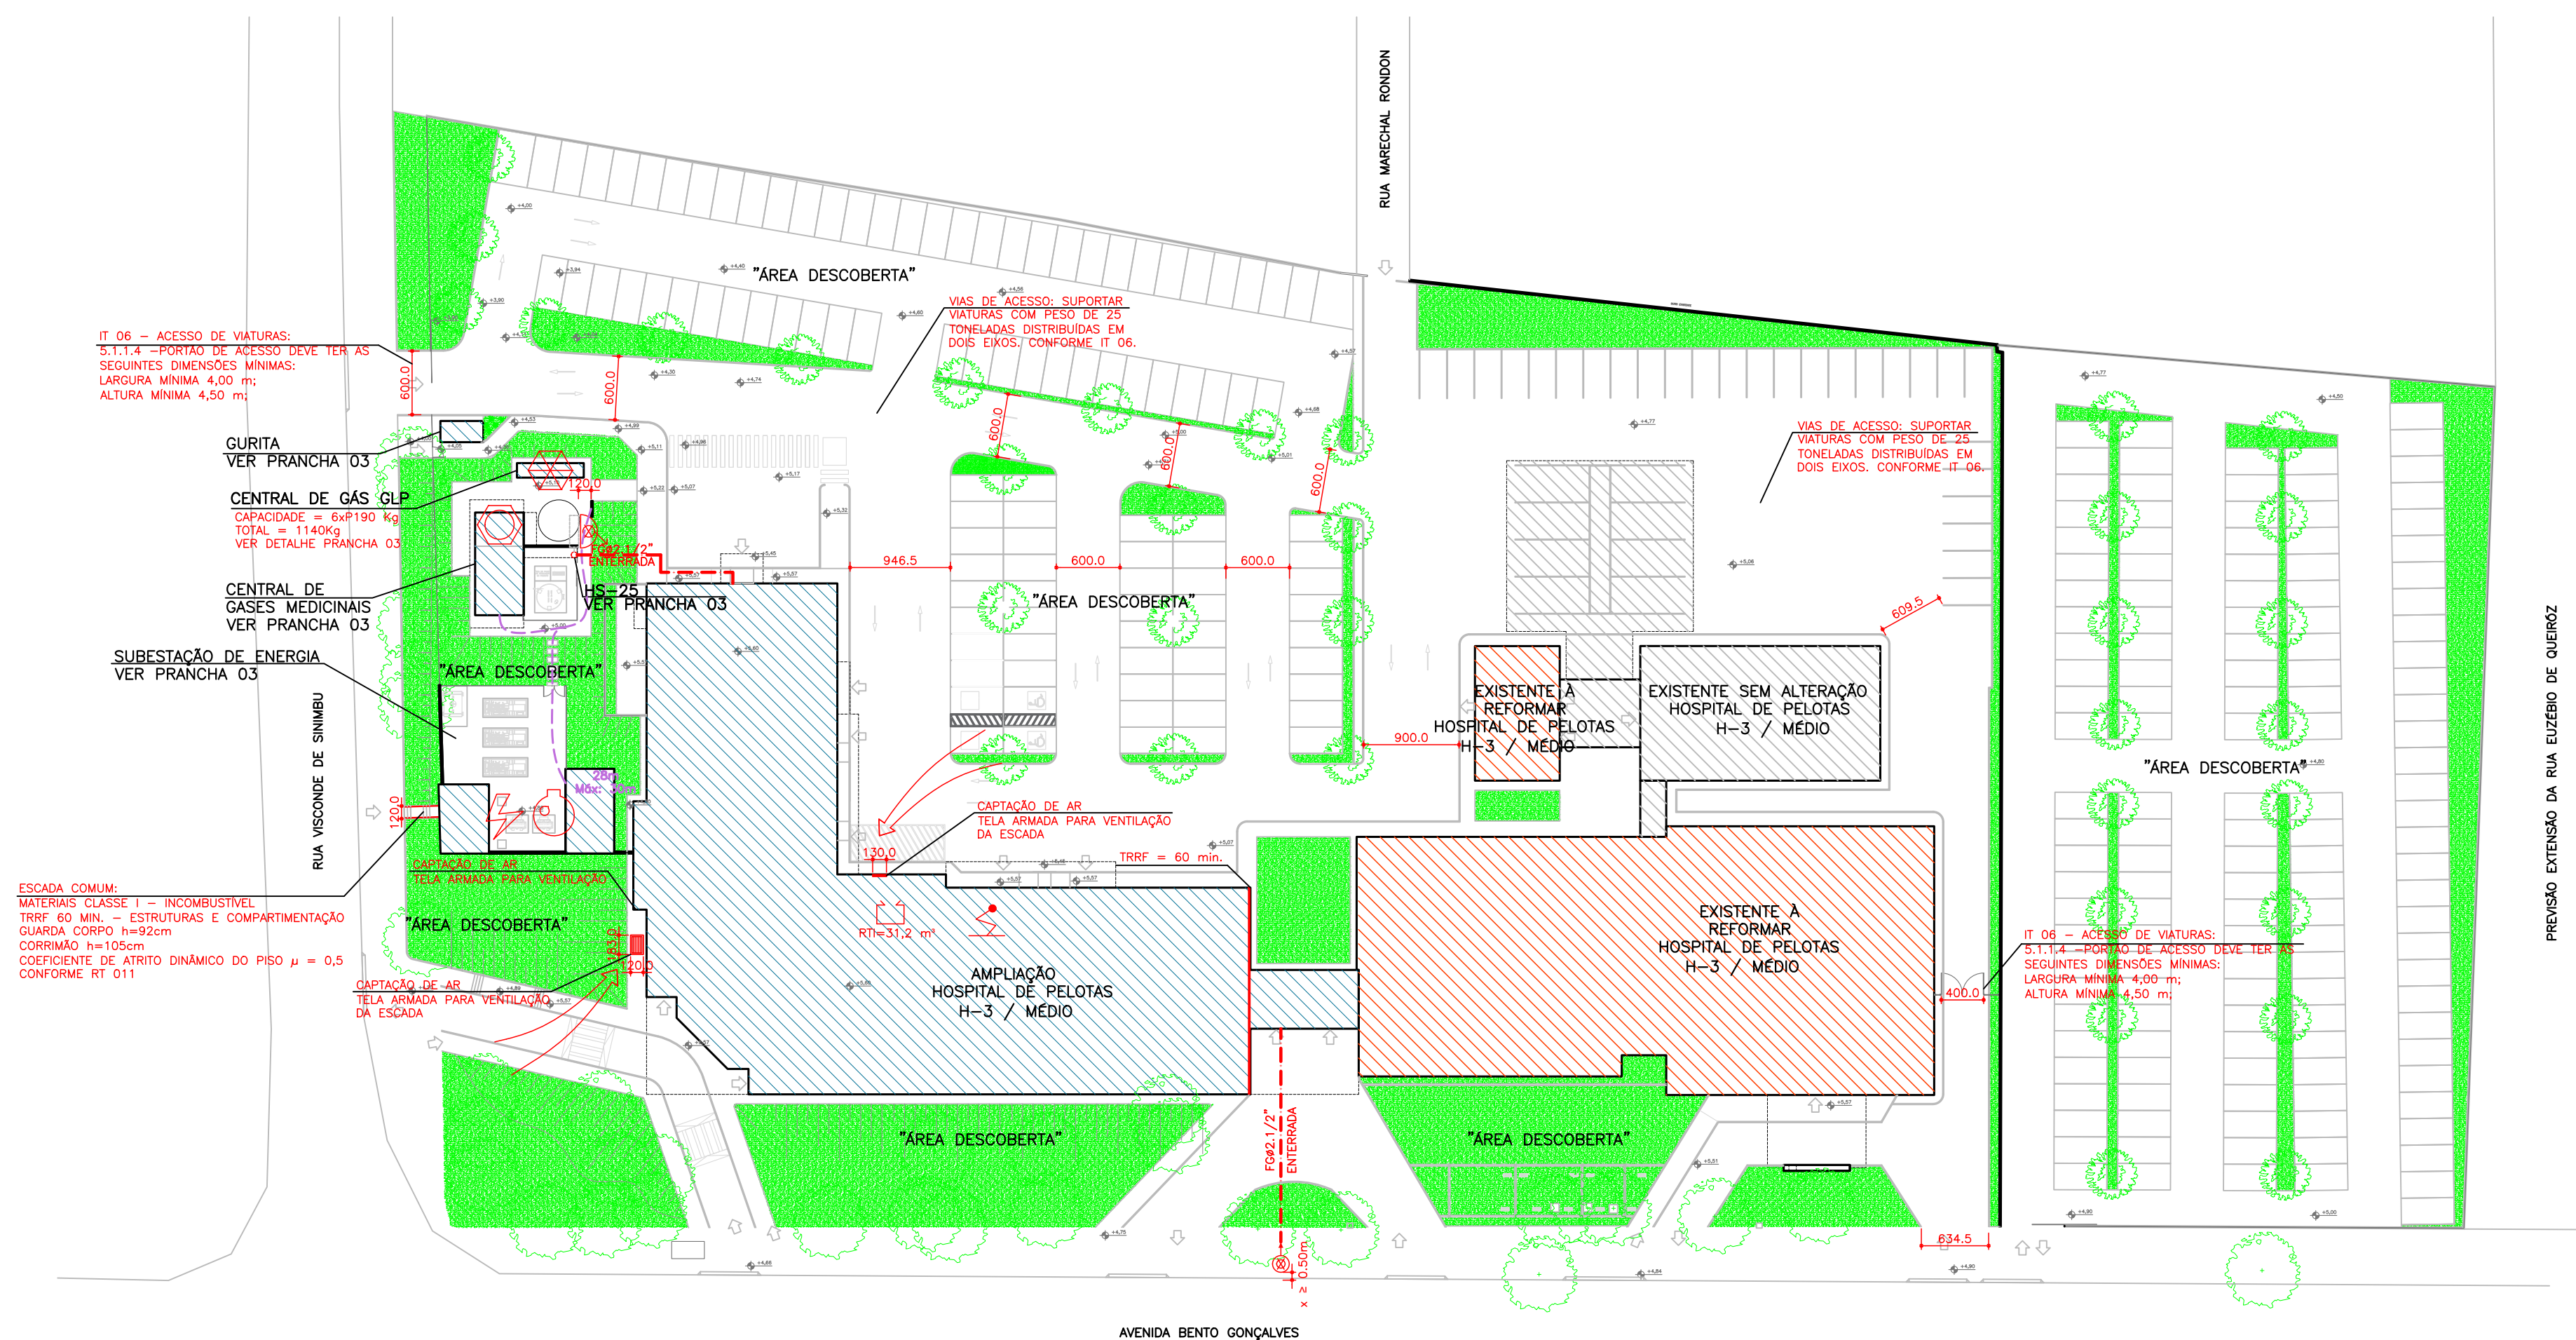 RUA MARECHAL RONDON
"ÁREA DESCOBERTA"
VIAS DE ACESSO: SUPORTAR
VIATURAS COM PESO DE 25
TONELADAS DISTRIBUÍDAS EM
DOIS EIXOS. CONFORME IT 06.
IT 06 – ACESSO DE VIATURAS:
5.1.1.4 –PORTÃO DE ACESSO DEVE TER AS
SEGUINTES DIMENSÕES MÍNIMAS:
LARGURA MÍNIMA 4,00 m;
ALTURA MÍNIMA 4,50 m;
600.0
600.0
600.0
600.0
600.0
GURITA
VER PRANCHA 03
CENTRAL DE GÁS GLP
CAPACIDADE = 6xP190 Kg
TOTAL = 1140Kg
VER DETALHE PRANCHA 03
120.0
FGø2.1/2"
ENTERRADA
CENTRAL DE
GASES MEDICINAIS
VER PRANCHA 03
HS–25
VER PRANCHA 03
SUBESTAÇÃO DE ENERGIA
VER PRANCHA 03
"ÁREA DESCOBERTA"
RUA VISCONDE DE SINIMBU
28m
Máx: 30m
120.0
946.5
600.0
600.0
"ÁREA DESCOBERTA"
VIAS DE ACESSO: SUPORTAR
VIATURAS COM PESO DE 25
TONELADAS DISTRIBUÍDAS EM
DOIS EIXOS. CONFORME IT 06.
609.5
900.0
EXISTENTE À
REFORMAR
HOSPITAL DE PELOTAS
H–3 / MÉDIO
EXISTENTE SEM ALTERAÇÃO
HOSPITAL DE PELOTAS
H–3 / MÉDIO
"ÁREA DESCOBERTA"
PREVISÃO EXTENSÃO DA RUA EUZÉBIO DE QUEIRÓZ
CAPTAÇÃO DE AR
TELA ARMADA PARA VENTILAÇÃO
DA ESCADA
130.0
TRRF = 60 min.
CAPTAÇÃO DE AR
TELA ARMADA PARA VENTILAÇÃO
ESCADA COMUM:
MATERIAIS CLASSE I – INCOMBUSTÍVEL
TRRF 60 MIN. – ESTRUTURAS E COMPARTIMENTAÇÃO
GUARDA CORPO h=92cm
CORRIMÃO h=105cm
COEFICIENTE DE ATRITO DINÂMICO DO PISO µ = 0,5
CONFORME RT 011
"ÁREA DESCOBERTA"
183.0
120.0
CAPTAÇÃO DE AR
TELA ARMADA PARA VENTILAÇÃO
DA ESCADA
RTI=31,2 m³
AMPLIAÇÃO
HOSPITAL DE PELOTAS
H–3 / MÉDIO
EXISTENTE À
REFORMAR
HOSPITAL DE PELOTAS
H–3 / MÉDIO
IT 06 – ACESSO DE VIATURAS:
5.1.1.4 –PORTÃO DE ACESSO DEVE TER AS
SEGUINTES DIMENSÕES MÍNIMAS:
LARGURA MÍNIMA 4,00 m;
ALTURA MÍNIMA 4,50 m;
400.0
"ÁREA DESCOBERTA"
FGø2.1/2"
ENTERRADA
"ÁREA DESCOBERTA"
634.5
x ≥ 0.50m
AVENIDA BENTO GONÇALVES